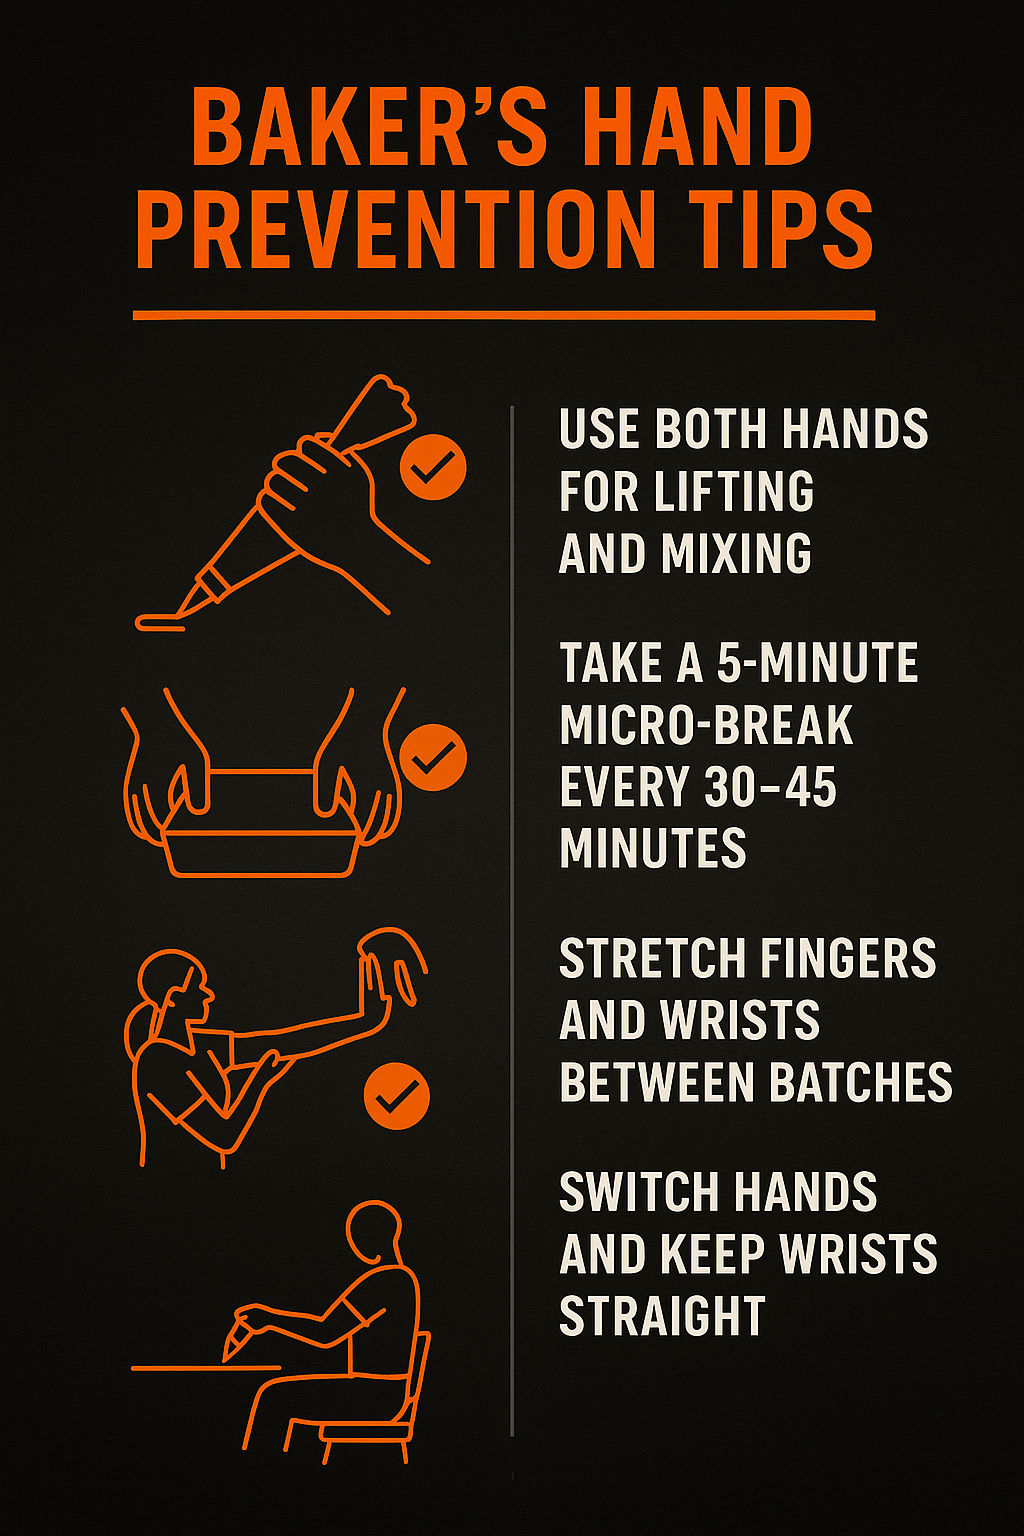 BAKER’S HAND
PREVENTION TIPS
USE BOTH HANDS
FOR LIFTING
AND MIXING
TAKE A 5-MINUTE
MICRO-BREAK
EVERY 30–45
MINUTES
STRETCH FINGERS
AND WRISTS
BETWEEN BATCHES
SWITCH HANDS
AND KEEP WRISTS
STRAIGHT